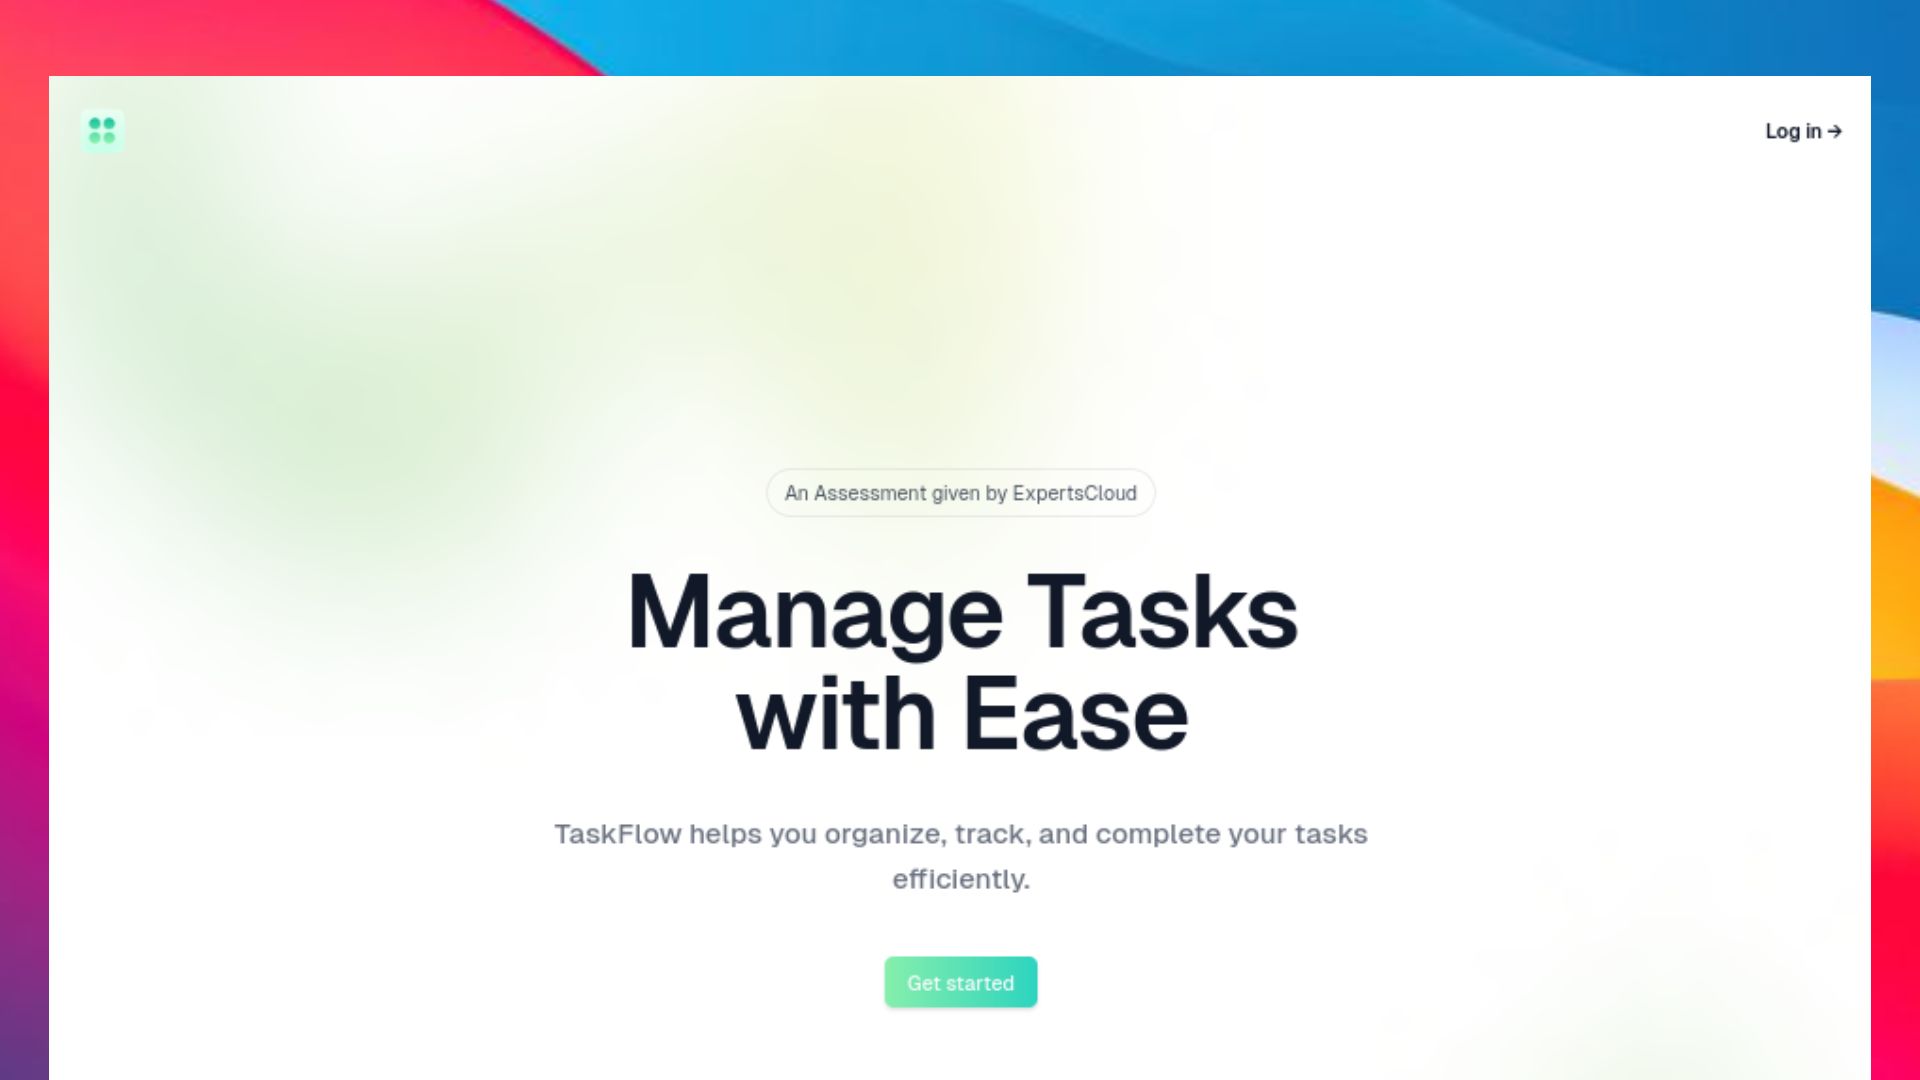 Log in →
An Assessment given by ExpertsCloud
Manage Tasks
with Ease
TaskFlow helps you organize, track, and complete your tasks
efficiently.
Get started